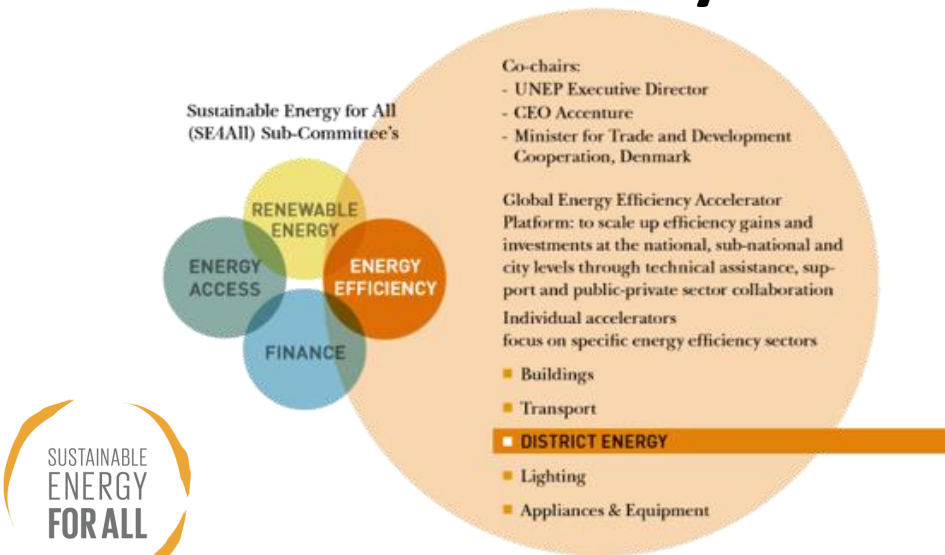 Sustainable Energy for All
(SE4All) Sub-Committee's
RENEWABLE
ENERGY
ENERGY
ACCESS
ENERGY
EFFICIENCY
FINANCE
Co-chairs:
- UNEP Executive Director
- CEO Accenture
- Minister for Trade and Development
Cooperation, Denmark
Global Energy Efficiency Accelerator
Platform: to scale up efficiency gains and
investments at the national, sub-national and
city levels through technical assistance, sup-
port and public-private sector collaboration
Individual accelerators
focus on specific energy efficiency sectors
Buildings
Transport
DISTRICT ENERGY
Lighting
Appliances & Equipment
SUSTAINABLE
ENERGY
FOR ALL